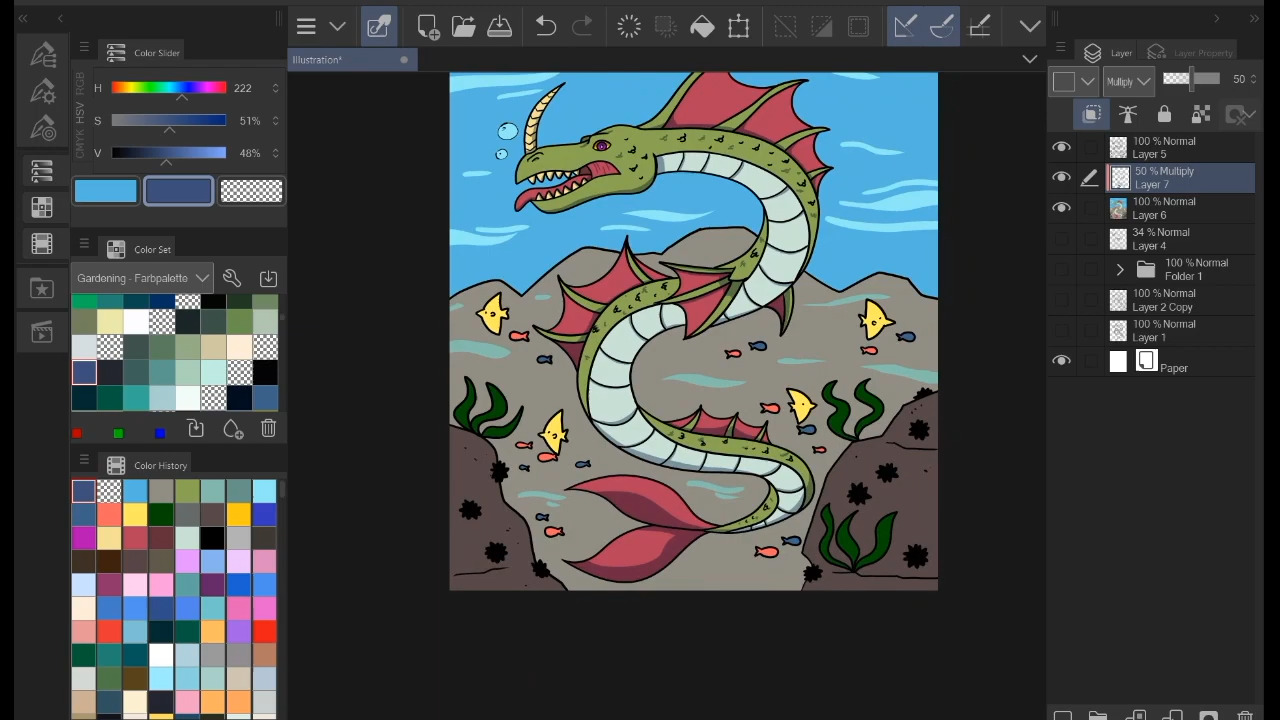 Illustration*
RGB
HSV
CMYK
Color Slider
H 222
S 51%
V 48%
Color Set
Gardening - Farbpalette
Color History
Layer
Layer Property
Multiply 50
100 % Normal
Layer 5
50 % Multiply
Layer 7
100 % Normal
Layer 6
34 % Normal
Layer 4
100 % Normal
Folder 1
100 % Normal
Layer 2 Copy
100 % Normal
Layer 1
Paper